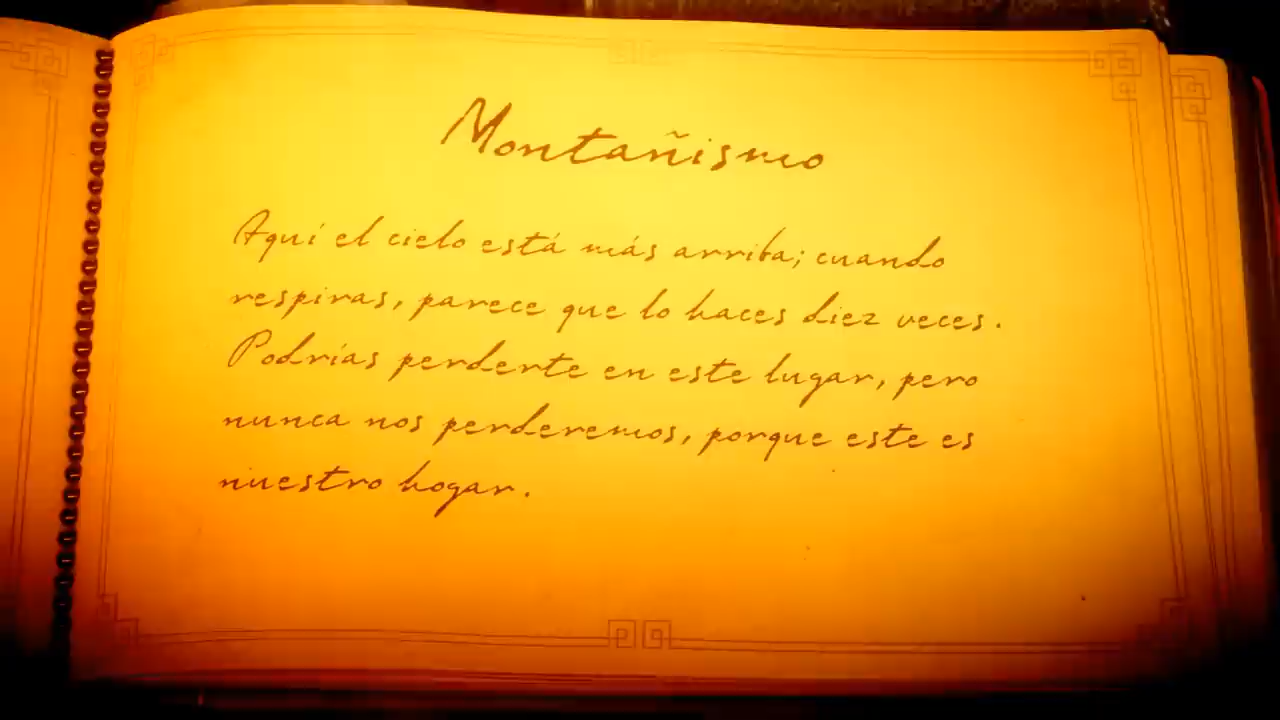 Montañismo
Aquí el cielo está más arriba; cuando
respiras, parece que lo haces diez veces.
Podrías perderte en este lugar, pero
nunca nos perderemos, porque este es
nuestro hogar.